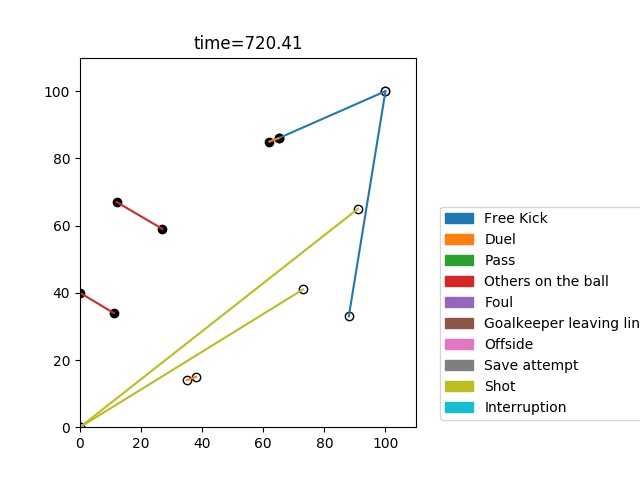 time=720.41
100
80
60
40
20
0
0 20 40 60 80 100
Free Kick
Duel
Pass
Others on the ball
Foul
Goalkeeper leaving lin
Offside
Save attempt
Shot
Interruption